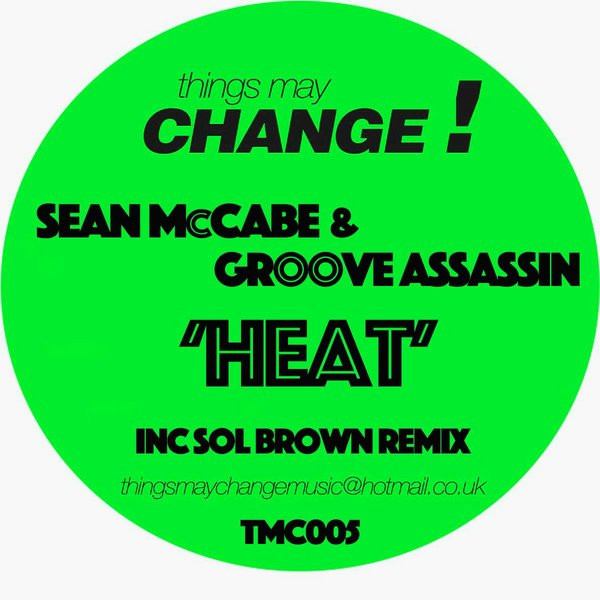 things may
CHANGE!
SEAN McCABE &
GROOVE ASSASSIN
"HEAT"
INC SOL BROWN REMIX
thingsmaychangemusic@hotmail.co.uk
TMC005